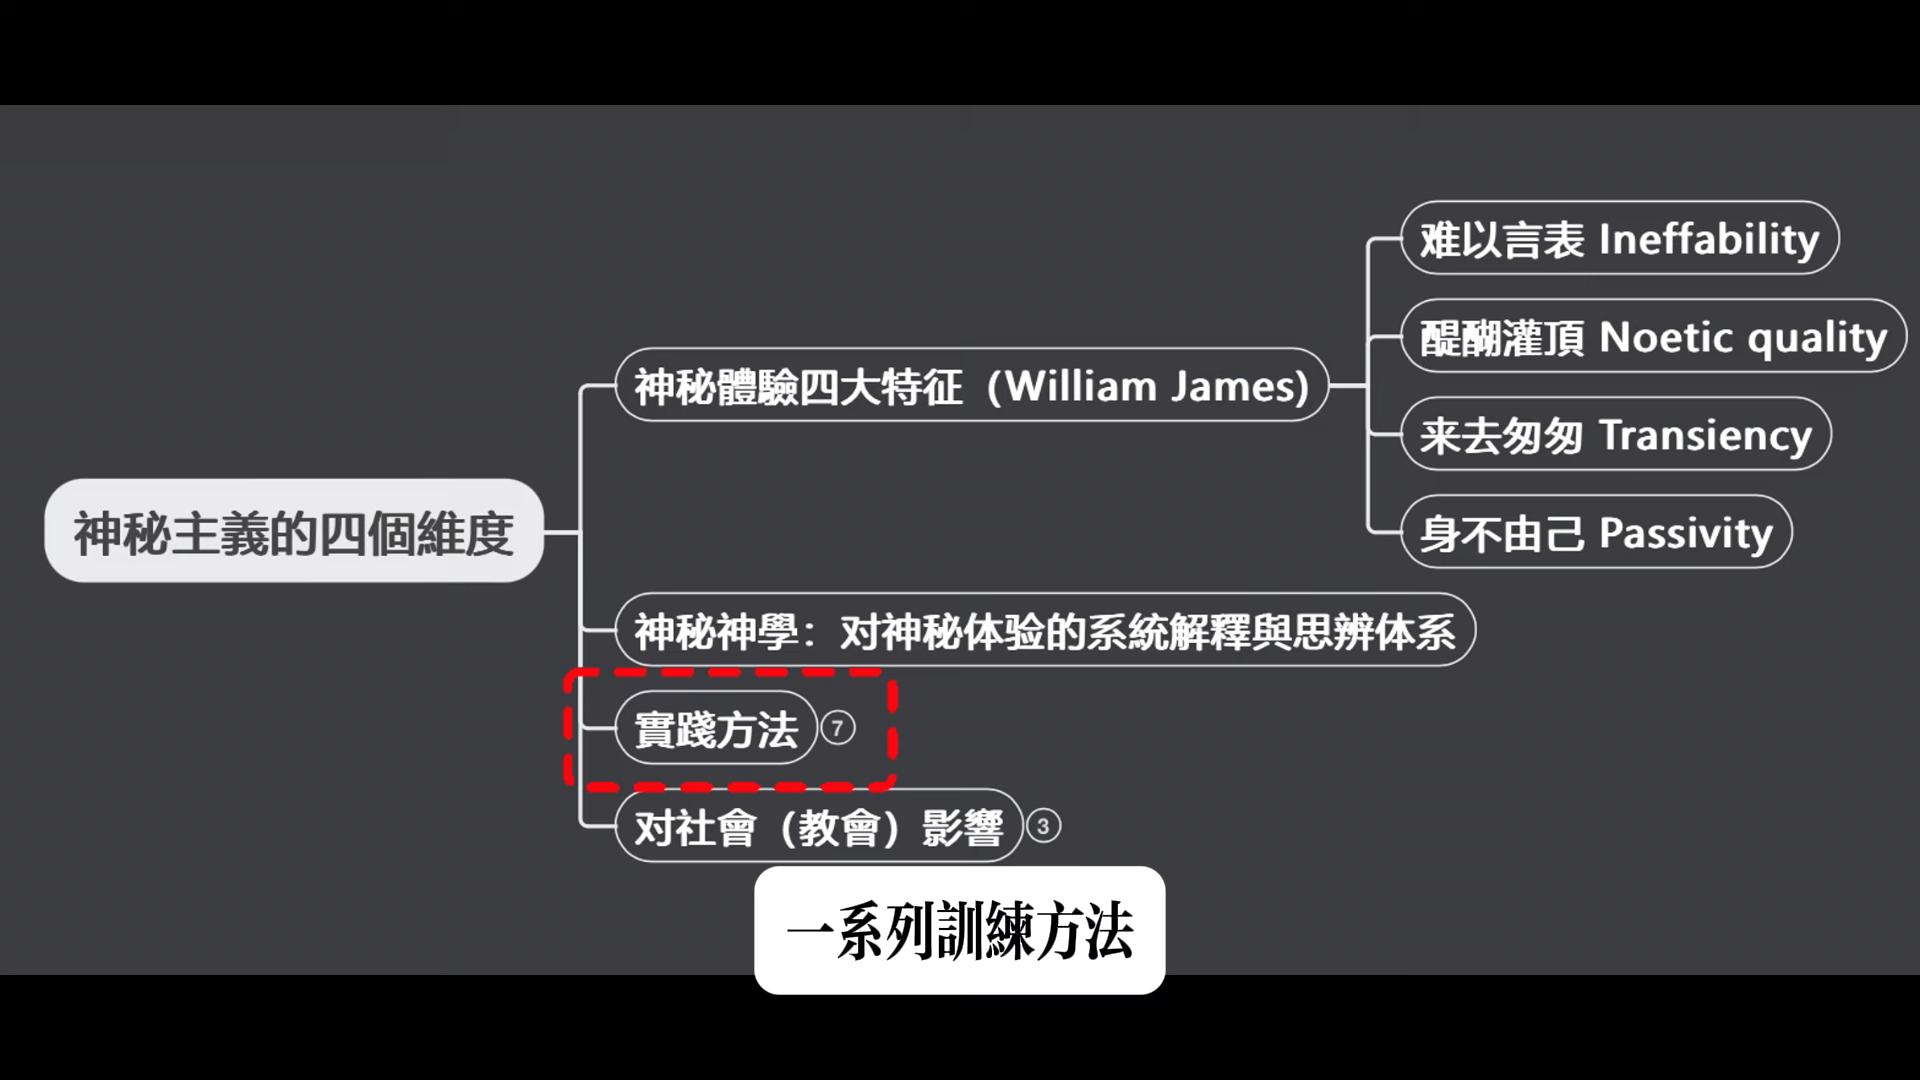 神秘主義的四個維度
神秘體驗四大特征（William James)
难以言表 Ineffability
醍醐灌頂 Noetic quality
来去匆匆 Transiency
身不由己 Passivity
神秘神學：对神秘体验的系統解釋與思辨体系
實踐方法 7
对社會（教會）影響 3
一系列訓練方法